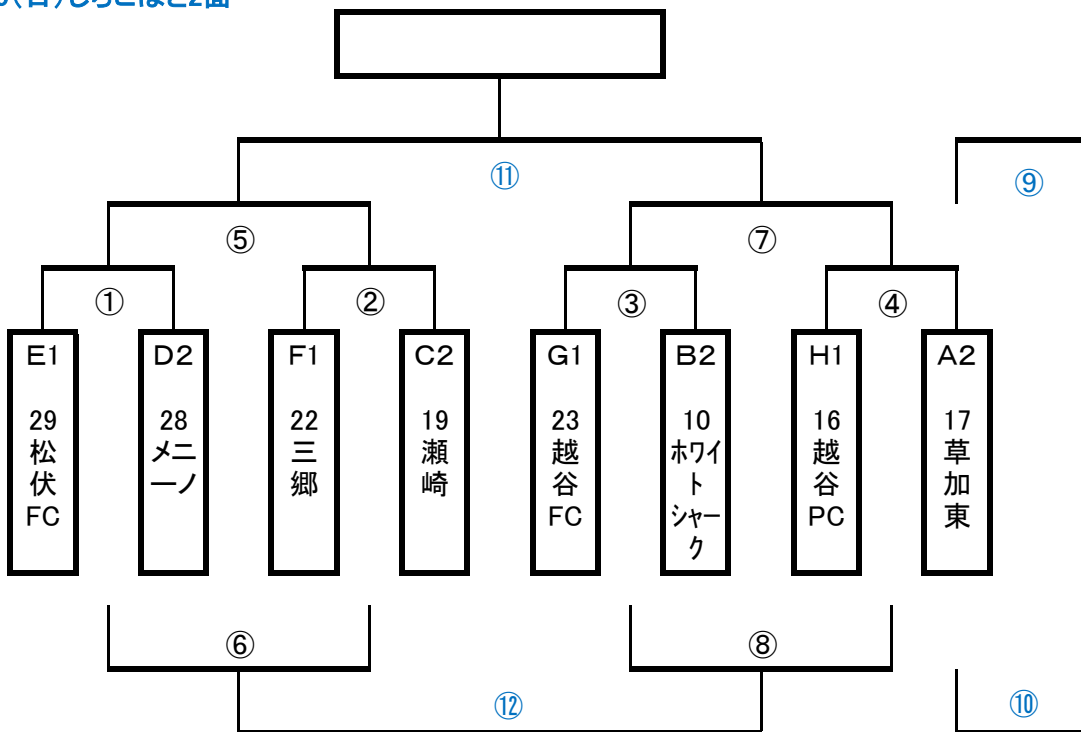 ⑪
⑨
⑤
⑦
①
②
③
④
E1
29
松
伏
FC
D2
28
メニ
ーノ
F1
22
三
郷
C2
19
瀬
崎
G1
23
越
谷
FC
B2
10
ホワイ
ト
シャー
ク
H1
16
越
谷
PC
A2
17
草
加
東
⑥
⑧
⑫
⑩